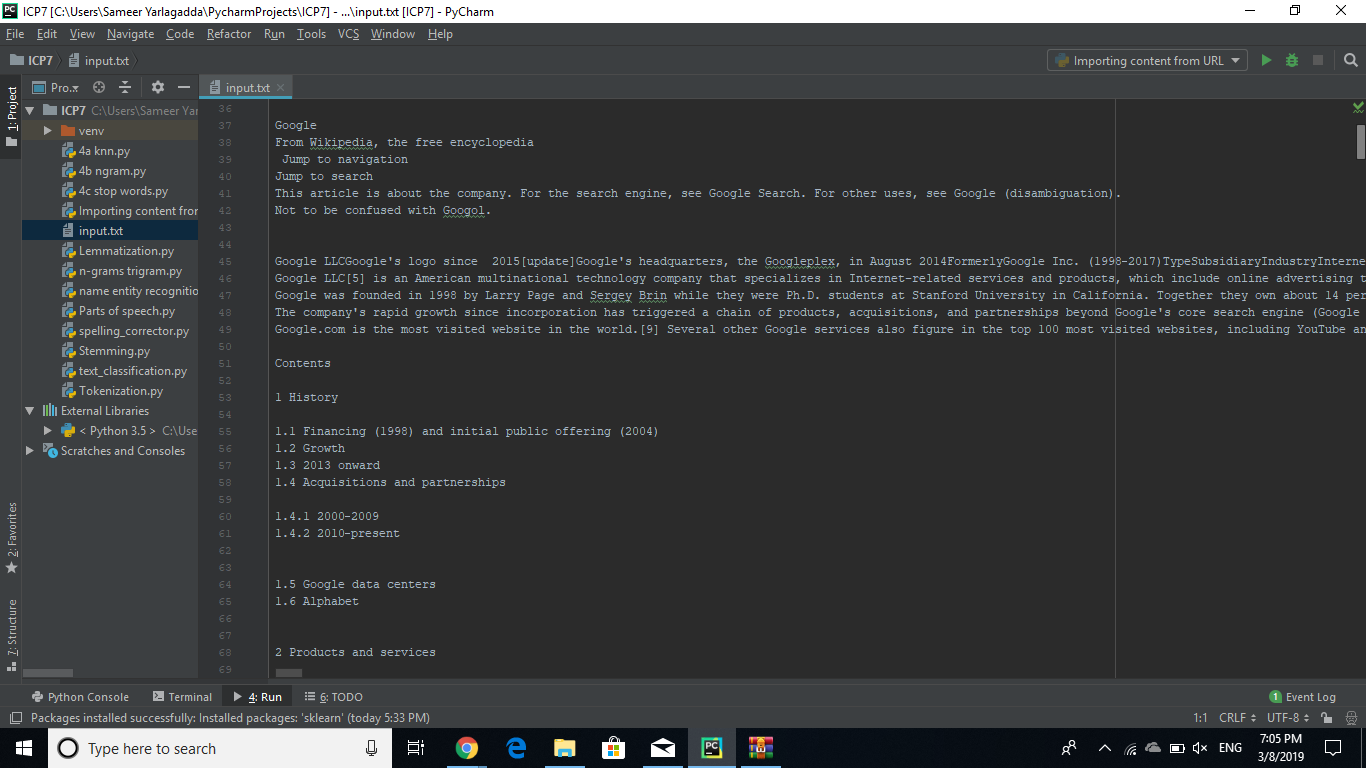 ICP7 [C:\Users\Sameer Yarlagadda\PycharmProjects\ICP7] - ...\input.txt [ICP7] - PyCharm
File Edit View Navigate Code Refactor Run Tools VCS Window Help
ICP7 input.txt Importing content from URL
Pro... input.txt
1: Project
ICP7 C:\Users\Sameer Yar
venv
4a knn.py
4b ngram.py
4c stop words.py
Importing content fror
input.txt
Lemmatization.py
n-grams trigram.py
name entity recognitio
Parts of speech.py
spelling_corrector.py
Stemming.py
text_classification.py
Tokenization.py
External Libraries
< Python 3.5 > C:\Use
Scratches and Consoles
2: Favorites
7: Structure
36
37 Google
38 From Wikipedia, the free encyclopedia
39 Jump to navigation
40 Jump to search
41 This article is about the company. For the search engine, see Google Search. For other uses, see Google (disambiguation).
42 Not to be confused with Googol.
43
44
45 Google LLCGoogle's logo since  2015[update]Google's headquarters, the Googleplex, in August 2014FormerlyGoogle Inc. (1998-2017)TypeSubsidiaryIndustryInterne
46 Google LLC[5] is an American multinational technology company that specializes in Internet-related services and products, which include online advertising t
47 Google was founded in 1998 by Larry Page and Sergey Brin while they were Ph.D. students at Stanford University in California. Together they own about 14 per
48 The company's rapid growth since incorporation has triggered a chain of products, acquisitions, and partnerships beyond Google's core search engine (Google
49 Google.com is the most visited website in the world.[9] Several other Google services also figure in the top 100 most visited websites, including YouTube an
50
51 Contents
52
53 1 History
54
55 1.1 Financing (1998) and initial public offering (2004)
56 1.2 Growth
57 1.3 2013 onward
58 1.4 Acquisitions and partnerships
59
60 1.4.1 2000-2009
61 1.4.2 2010-present
62
63
64 1.5 Google data centers
65 1.6 Alphabet
66
67
68 2 Products and services
69
Python Console Terminal 4: Run 6: TODO 1 Event Log
Packages installed successfully: Installed packages: 'sklearn' (today 5:33 PM) 1:1 CRLF UTF-8
Type here to search ENG 7:05 PM
3/8/2019